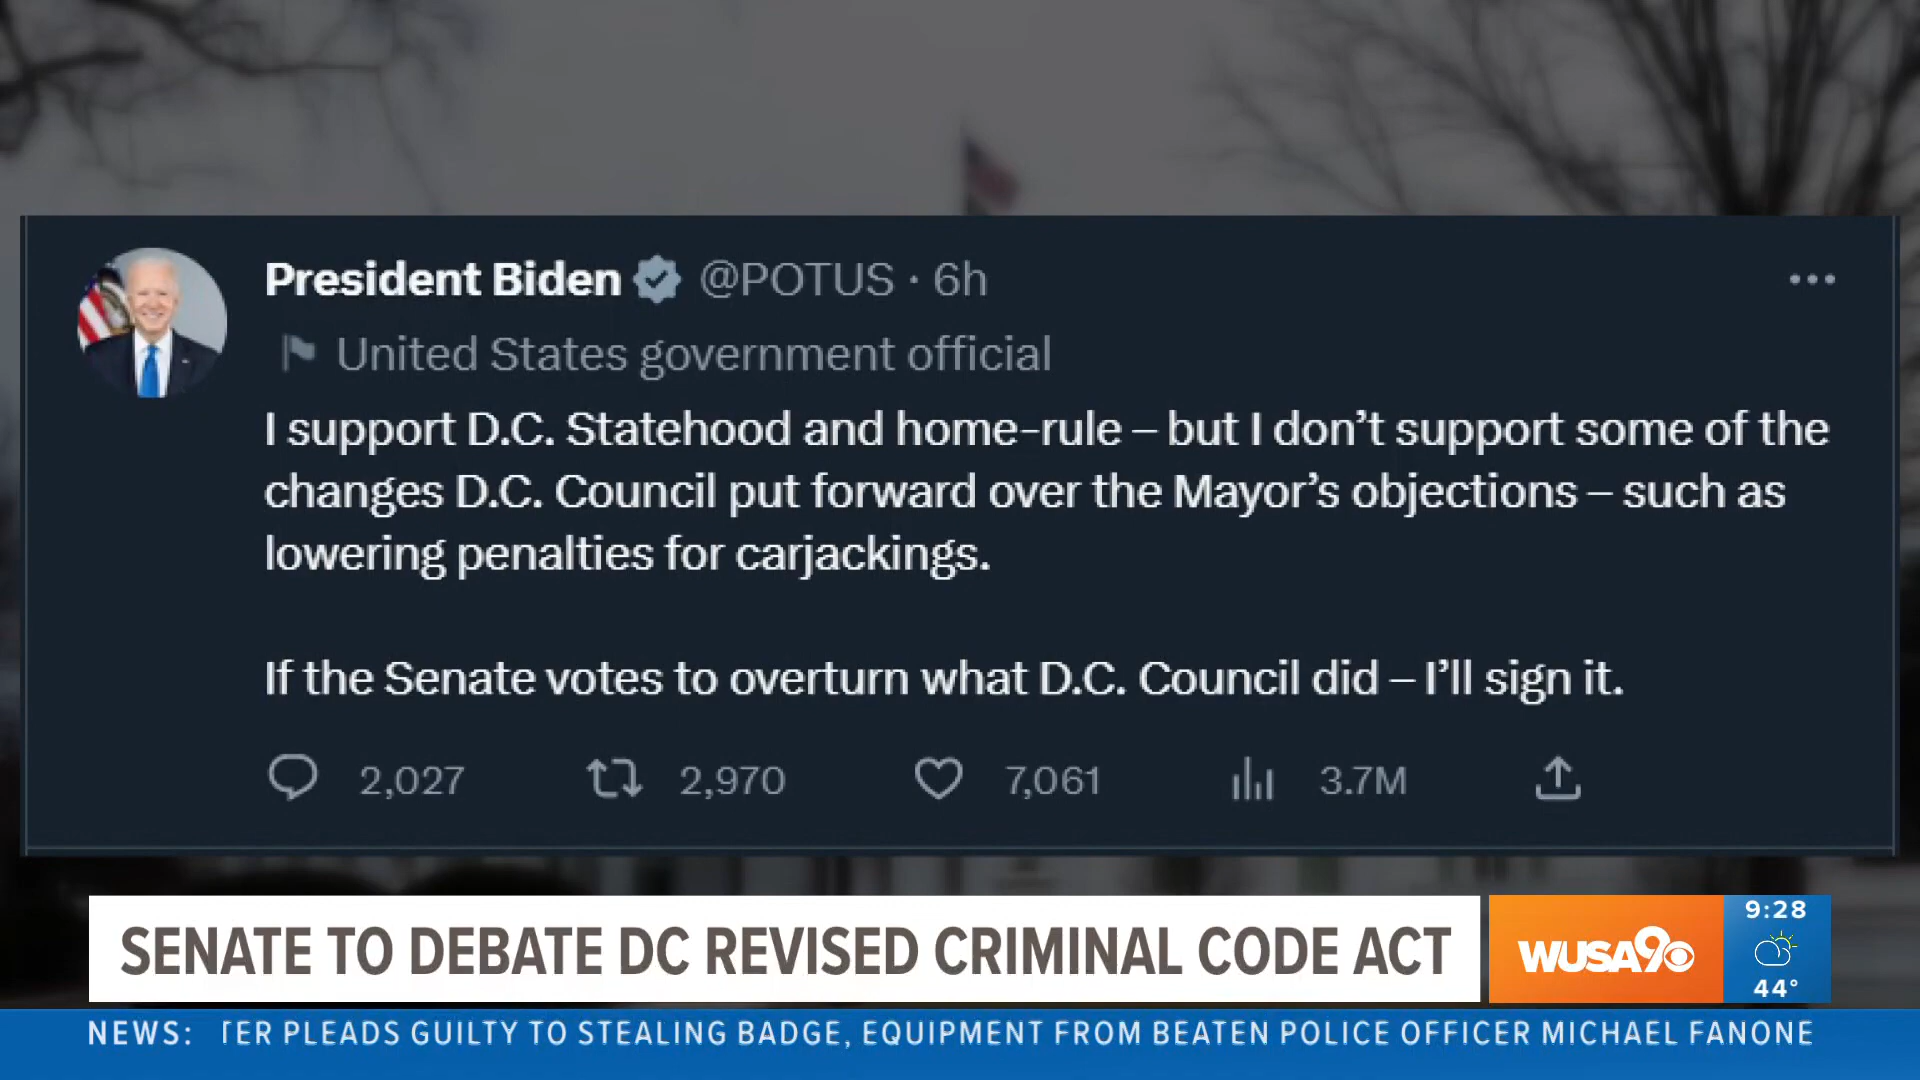 President Biden @POTUS · 6h
United States government official
I support D.C. Statehood and home-rule – but I don’t support some of the
changes D.C. Council put forward over the Mayor’s objections – such as
lowering penalties for carjackings.
If the Senate votes to overturn what D.C. Council did – I’ll sign it.
2,027 2,970 7,061 3.7M
SENATE TO DEBATE DC REVISED CRIMINAL CODE ACT
WUSA9
9:28
44°
NEWS: TER PLEADS GUILTY TO STEALING BADGE, EQUIPMENT FROM BEATEN POLICE OFFICER MICHAEL FANONE